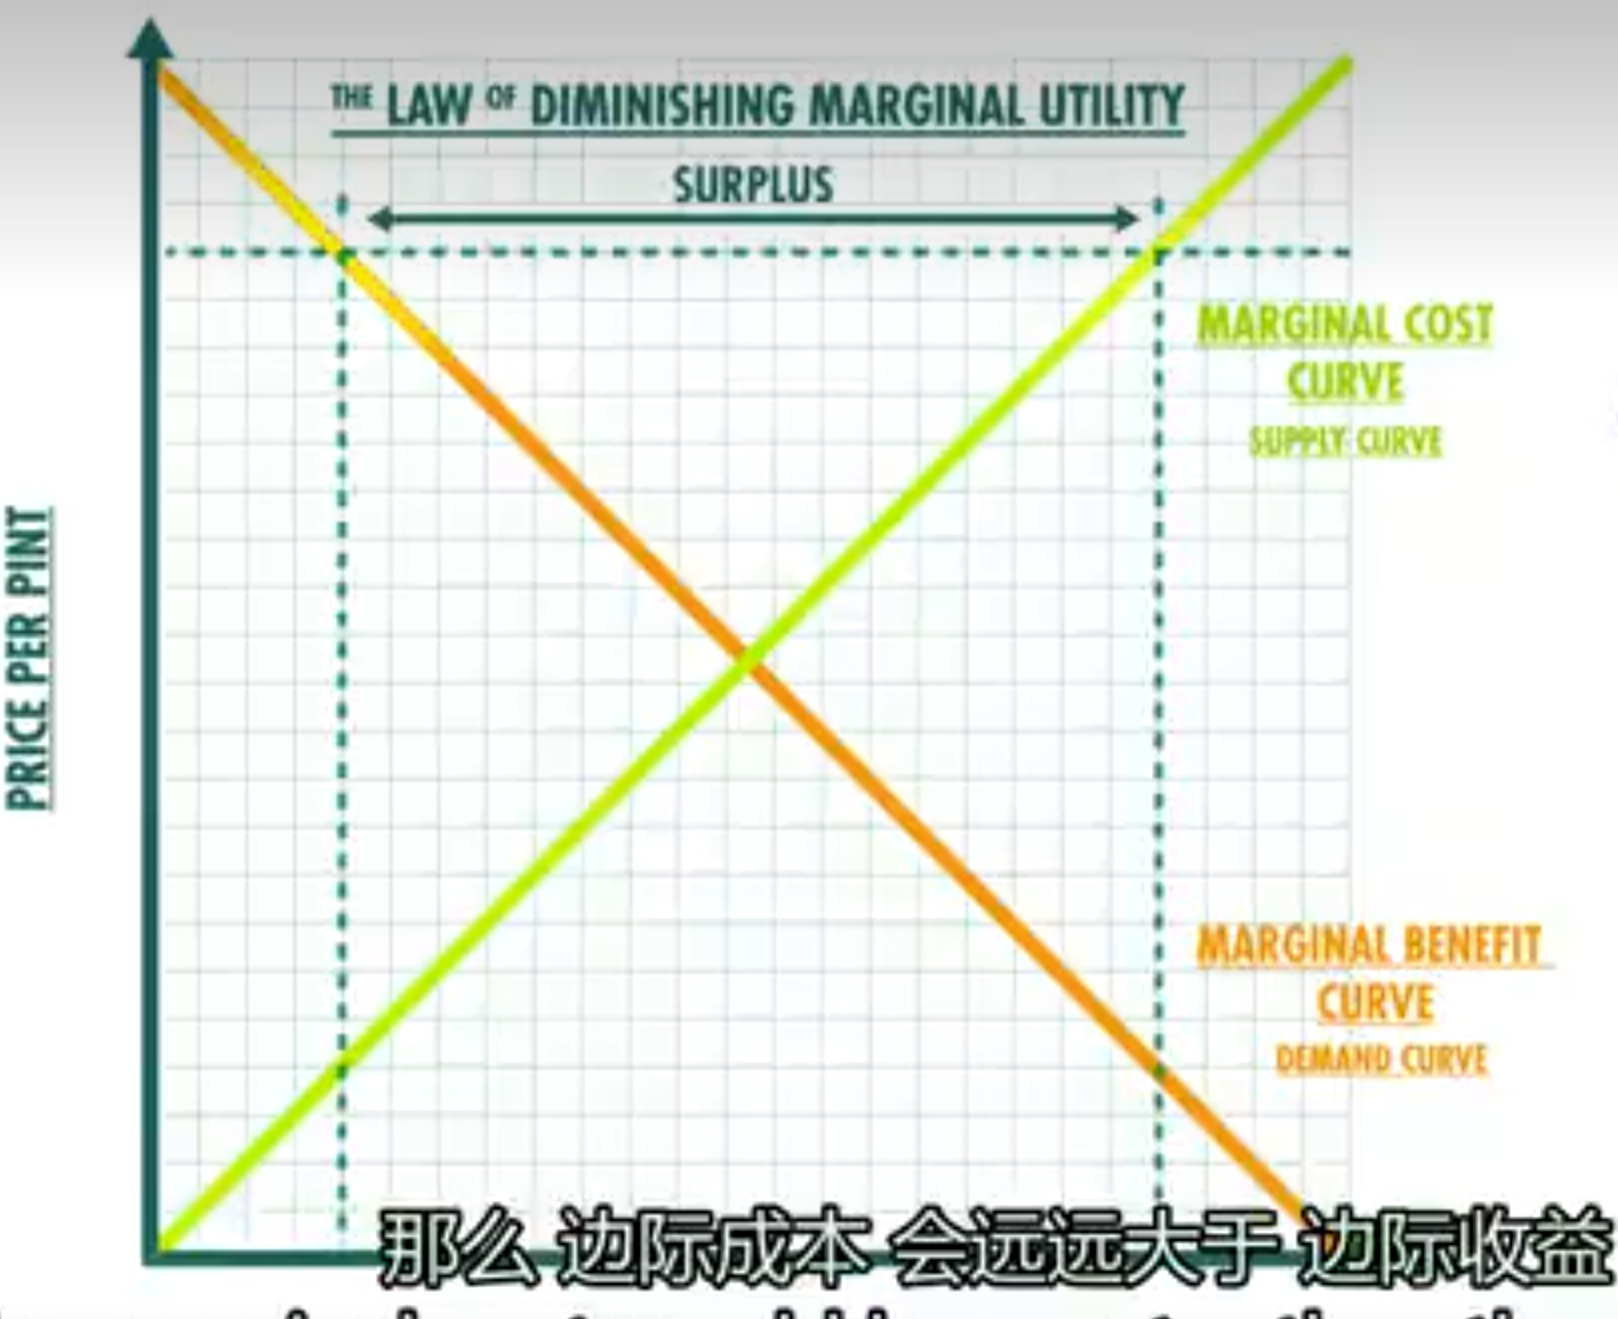 THE LAW OF DIMINISHING MARGINAL UTILITY
SURPLUS
MARGINAL COST
CURVE
SUPPLY CURVE
PRICE PER PINT
MARGINAL BENEFIT
CURVE
DEMAND CURVE
那么 边际成本 会远远大于 边际收益